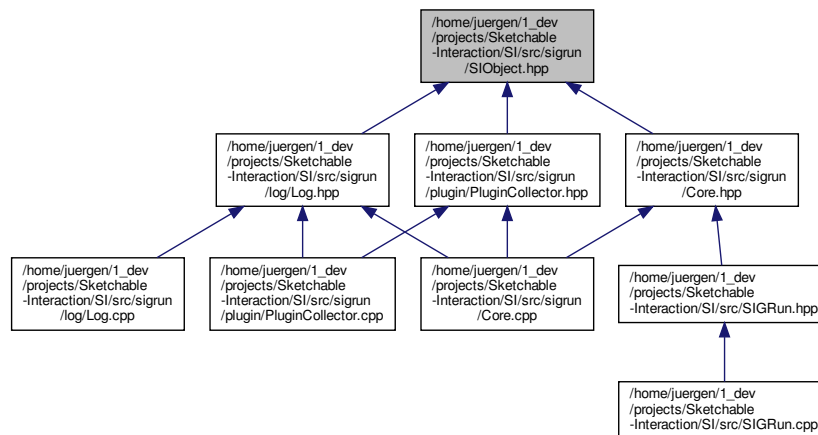 /home/juergen/1_dev
/projects/Sketchable
-Interaction/SI/src/sigrun
/SIObject.hpp
/home/juergen/1_dev
/projects/Sketchable
-Interaction/SI/src/sigrun
/log/Log.hpp
/home/juergen/1_dev
/projects/Sketchable
-Interaction/SI/src/sigrun
/plugin/PluginCollector.hpp
/home/juergen/1_dev
/projects/Sketchable
-Interaction/SI/src/sigrun
/Core.hpp
/home/juergen/1_dev
/projects/Sketchable
-Interaction/SI/src/sigrun
/log/Log.cpp
/home/juergen/1_dev
/projects/Sketchable
-Interaction/SI/src/sigrun
/plugin/PluginCollector.cpp
/home/juergen/1_dev
/projects/Sketchable
-Interaction/SI/src/sigrun
/Core.cpp
/home/juergen/1_dev
/projects/Sketchable
-Interaction/SI/src/SIGRun.hpp
/home/juergen/1_dev
/projects/Sketchable
-Interaction/SI/src/SIGRun.cpp